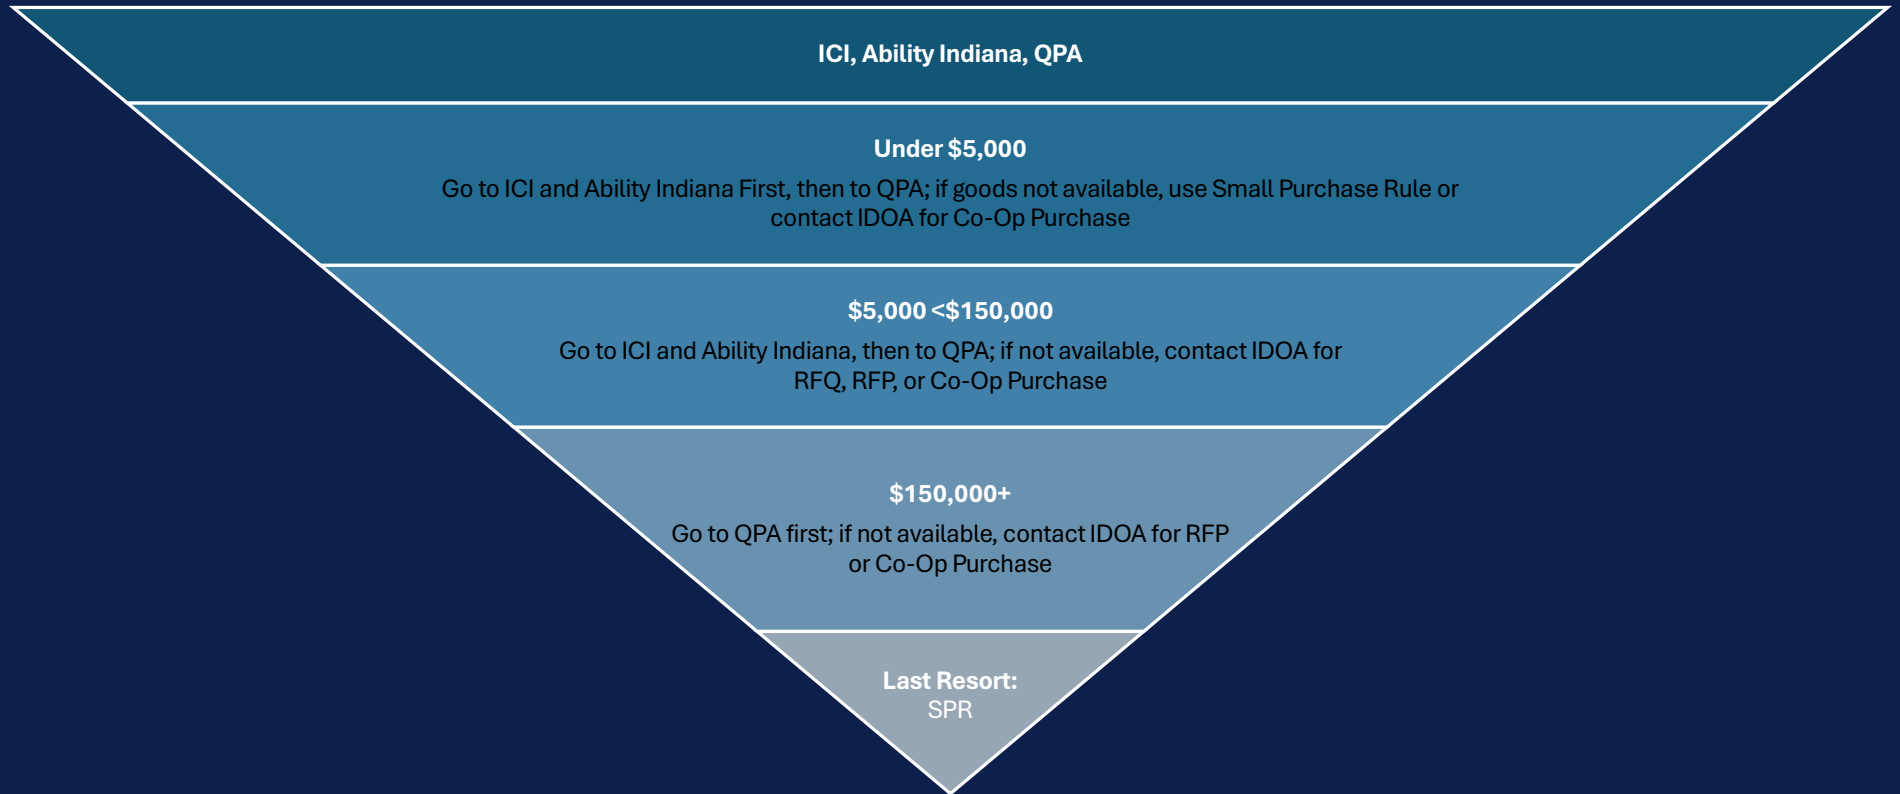 ICI, Ability Indiana, QPA
Under $5,000
Go to ICI and Ability Indiana First, then to QPA; if goods not available, use Small Purchase Rule or
contact IDOA for Co-Op Purchase
$5,000 <$150,000
Go to ICI and Ability Indiana, then to QPA; if not available, contact IDOA for
RFQ, RFP, or Co-Op Purchase
$150,000+
Go to QPA first; if not available, contact IDOA for RFP
or Co-Op Purchase
Last Resort:
SPR